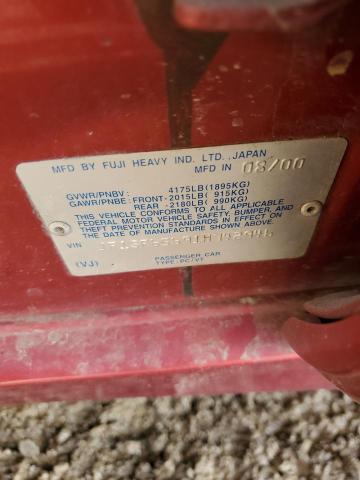 MFD BY FUJI HEAVY IND. LTD. JAPAN
MFD IN 08/00
GVWR/PNBV : 4175LB(1895KG)
GAWR/PNBE: FRONT-2015LB( 915KG)
REAR -2180LB( 990KG)
THIS VEHICLE CONFORMS TO ALL APPLICABLE
FEDERAL MOTOR VEHICLE SAFETY, BUMPER, AND
THEFT PREVENTION STANDARDS IN EFFECT ON
THE DATE OF MANUFACTURE SHOWN ABOVE.
VIN
(VJ) PASSENGER CAR
TYPE:PC/VT